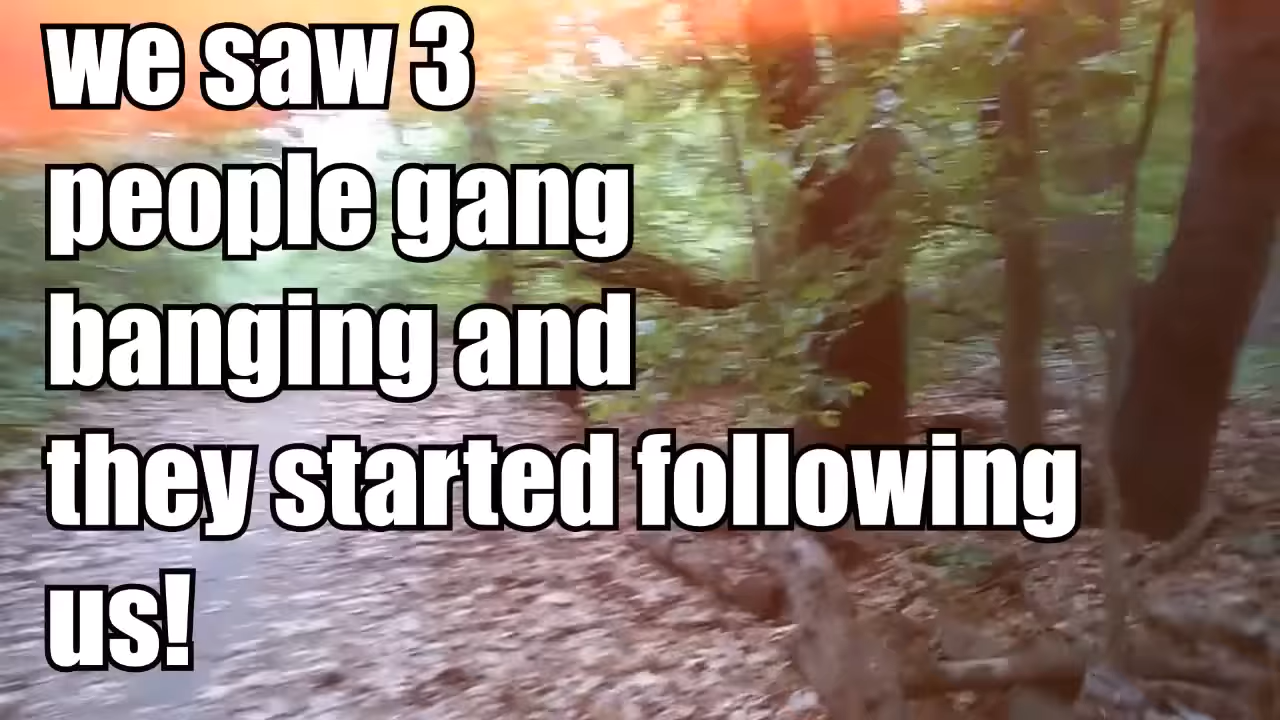 we saw 3
people gang
banging and
they started following
us!